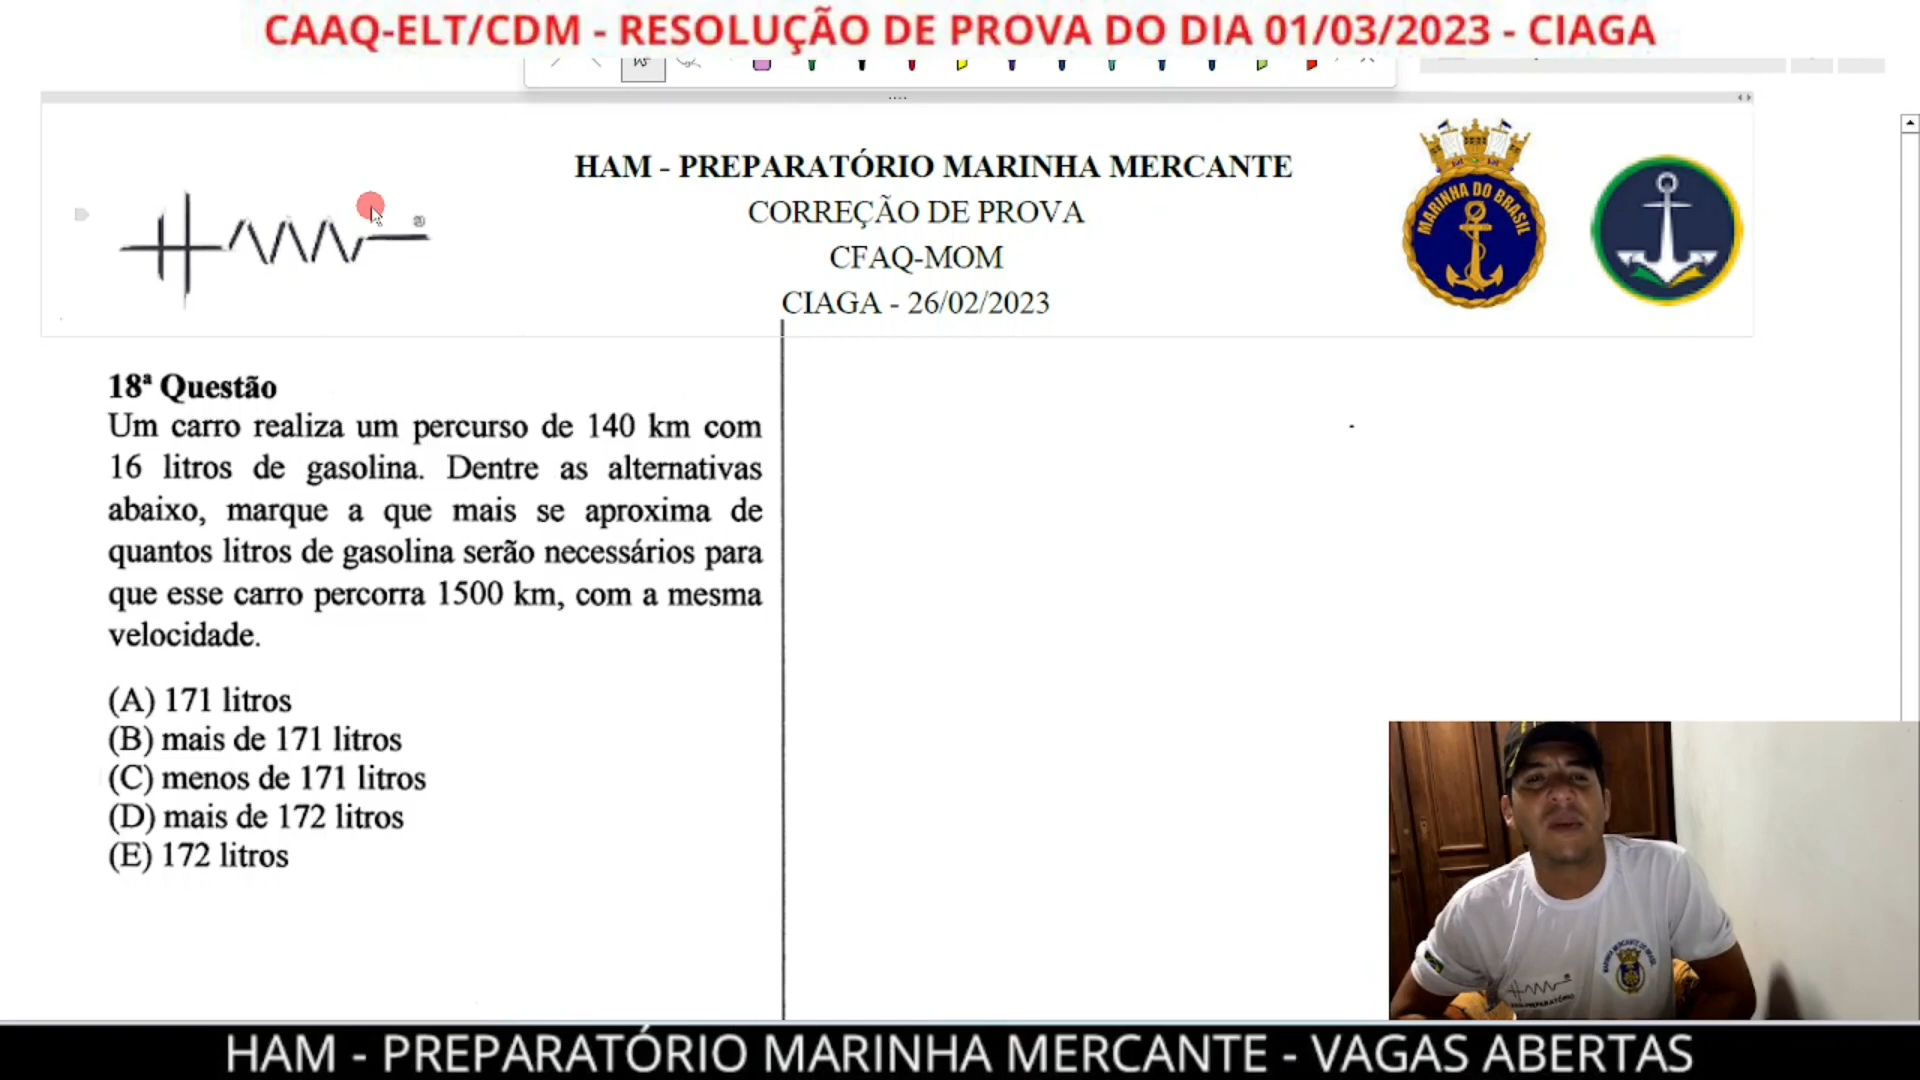 CAAQ-ELT/CDM - RESOLUÇÃO DE PROVA DO DIA 01/03/2023 - CIAGA
HAM - PREPARATÓRIO MARINHA MERCANTE
CORREÇÃO DE PROVA
CFAQ-MOM
CIAGA - 26/02/2023
MARINHA DO BRASIL
18ª Questão
Um carro realiza um percurso de 140 km com
16 litros de gasolina. Dentre as alternativas
abaixo, marque a que mais se aproxima de
quantos litros de gasolina serão necessários para
que esse carro percorra 1500 km, com a mesma
velocidade.
(A) 171 litros
(B) mais de 171 litros
(C) menos de 171 litros
(D) mais de 172 litros
(E) 172 litros
HAM - PREPARATÓRIO MARINHA MERCANTE - VAGAS ABERTAS